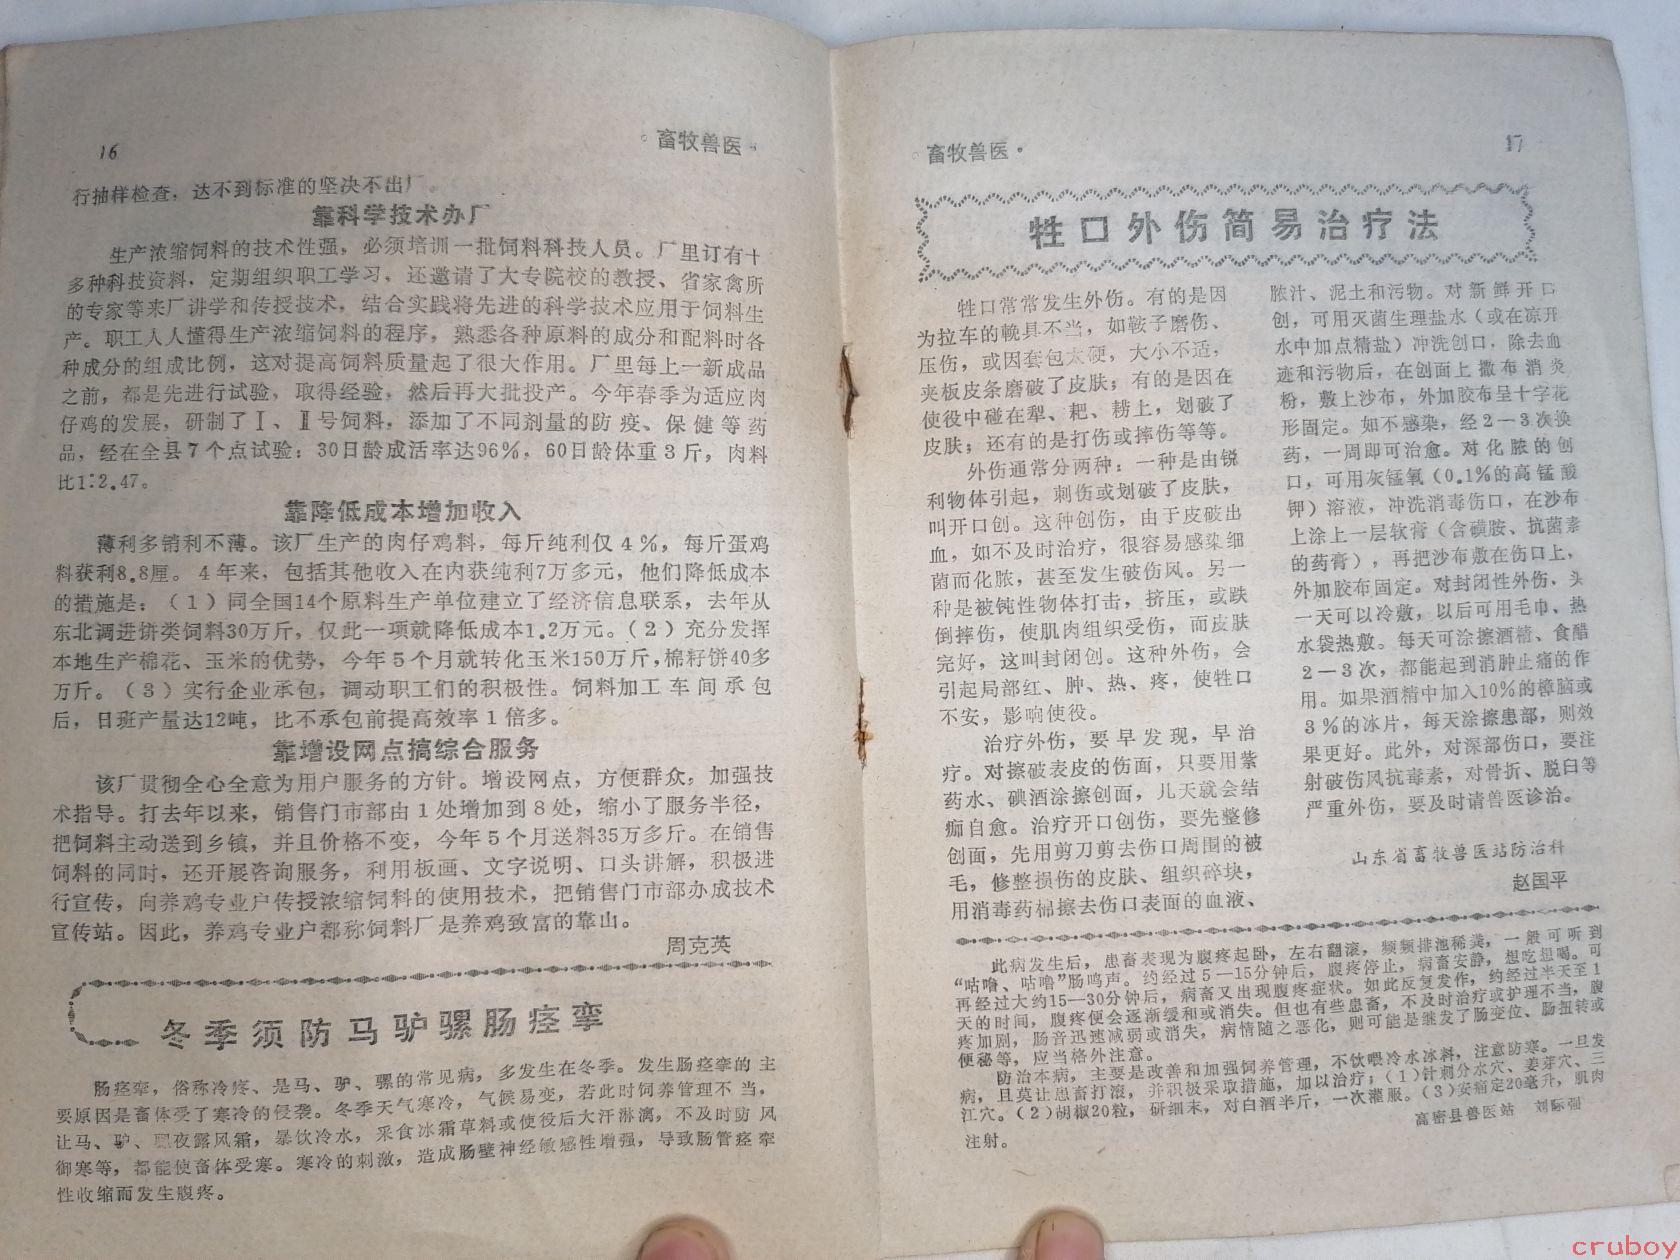 16
·畜牧兽医·
行抽样检查，达不到标准的坚决不出厂。
靠科学技术办厂
生产浓缩饲料的技术性强，必须培训一批饲料科技人员。厂里订有十
多种科技资料，定期组织职工学习，还邀请了大专院校的教授、省家禽所
的专家等来厂讲学和传授技术，结合实践将先进的科学技术应用于饲料生
产。职工人人懂得生产浓缩饲料的程序，熟悉各种原料的成分和配料时各
种成分的组成比例，这对提高饲料质量起了很大作用。厂里每上一新成品
之前，都是先进行试验，取得经验，然后再大批投产。今年春季为适应肉
仔鸡的发展，研制了Ⅰ、Ⅱ号饲料，添加了不同剂量的防疫、保健等药
品，经在全县7个点试验：30日龄成活率达96％，60日龄体重3斤，肉料
比1:2.47。
靠降低成本增加收入
薄利多销利不薄。该厂生产的肉仔鸡料，每斤纯利仅4％，每斤蛋鸡
料获利8.8厘。4年来，包括其他收入在内获纯利7万多元，他们降低成本
的措施是：（1）同全国14个原料生产单位建立了经济信息联系，去年从
东北调进饼类饲料30万斤，仅此一项就降低成本1.2万元。（2）充分发挥
本地生产棉花、玉米的优势，今年5个月就转化玉米150万斤，棉籽饼40多
万斤。（3）实行企业承包，调动职工们的积极性。饲料加工车间承包
后，日班产量达12吨，比不承包前提高效率1倍多。
靠增设网点搞综合服务
该厂贯彻全心全意为用户服务的方针。增设网点，方便群众，加强技
术指导。打去年以来，销售门市部由1处增加到8处，缩小了服务半径，
把饲料主动送到乡镇，并且价格不变，今年5个月送料35万多斤。在销售
饲料的同时，还开展咨询服务，利用板画、文字说明、口头讲解，积极进
行宣传，向养鸡专业户传授浓缩饲料的使用技术，把销售门市部办成技术
宣传站。因此，养鸡专业户都称饲料厂是养鸡致富的靠山。
周克英
冬季须防马驴骡肠痉挛
肠痉挛，俗称冷疼、是马、驴、骡的常见病，多发生在冬季。发生肠痉挛的主
要原因是畜体受了寒冷的侵袭。冬季天气寒冷，气候易变，若此时饲养管理不当，
让马、驴、骡夜露风霜，暴饮冷水，采食冰霜草料或使役后大汗淋漓，不及时防风
御寒等，都能使畜体受寒。寒冷的刺激，造成肠壁神经敏感性增强，导致肠管痉挛
性收缩而发生腹疼。
·畜牧兽医·
17
牲口外伤简易治疗法
牲口常常发生外伤。有的是因
为拉车的輓具不当，如鞍子磨伤、
压伤，或因套包太硬，大小不适，
夹板皮条磨破了皮肤；有的是因在
使役中碰在犁、耙、耢上，划破了
皮肤；还有的是打伤或摔伤等等。
外伤通常分两种：一种是由锐
利物体引起，刺伤或划破了皮肤，
叫开口创。这种创伤，由于皮破出
血，如不及时治疗，很容易感染细
菌而化脓，甚至发生破伤风。另一
种是被钝性物体打击，挤压，或跌
倒摔伤，使肌肉组织受伤，而皮肤
完好，这叫封闭创。这种外伤，会
引起局部红、肿、热、疼，使牲口
不安，影响使役。
治疗外伤，要早发现，早治
疗。对擦破表皮的伤面，只要用紫
药水、碘酒涂擦创面，几天就会结
痂自愈。治疗开口创伤，要先整修
创面，先用剪刀剪去伤口周围的被
毛，修整损伤的皮肤、组织碎块，
用消毒药棉擦去伤口表面的血液、
脓汁、泥土和污物。对新鲜开口
创，可用灭菌生理盐水（或在凉开
水中加点精盐）冲洗创口，除去血
迹和污物后，在创面上撒布消炎
粉，敷上沙布，外加胶布呈十字花
形固定。如不感染，经2—3次换
药，一周即可治愈。对化脓的创
口，可用灰锰氧（0.1%的高锰酸
钾）溶液，冲洗消毒伤口，在沙布
上涂上一层软膏（含磺胺、抗菌素
的药膏），再把沙布敷在伤口上，
外加胶布固定。对封闭性外伤，头
一天可以冷敷，以后可用毛巾、热
水袋热敷。每天可涂擦酒精、食醋
2—3次，都能起到消肿止痛的作
用。如果酒精中加入10％的樟脑或
3％的冰片，每天涂擦患部，则效
果更好。此外，对深部伤口，要注
射破伤风抗毒素，对骨折、脱臼等
严重外伤，要及时请兽医诊治。
山东省畜牧兽医站防治科
赵国平
此病发生后，患畜表现为腹疼起卧，左右翻滚，频频排泄稀粪，一般可听到
“咕噜、咕噜”肠鸣声。约经过5—15分钟后，腹疼停止，病畜安静，想吃想喝。可
再经过大约15—30分钟后，病畜又出现腹疼症状。如此反复发作，约经过半天至1
天的时间，腹疼便会逐渐缓和或消失。但也有些患畜，不及时治疗或护理不当，腹
疼加剧，肠音迅速减弱或消失，病情随之恶化，则可能是继发了肠变位、肠扭转或
便秘等，应当格外注意。
防治本病，主要是改善和加强饲养管理，不饮喂冷水冰料，注意防寒。一旦发
病，且莫让患畜打滚，并积极采取措施，加以治疗；（1）针刺分水穴、姜芽穴、三
江穴。（2）胡椒20粒，研细末，对白酒半斤，一次灌服。（3）安痛定20毫升，肌肉
注射。
高密县兽医站　刘际强
cruboy